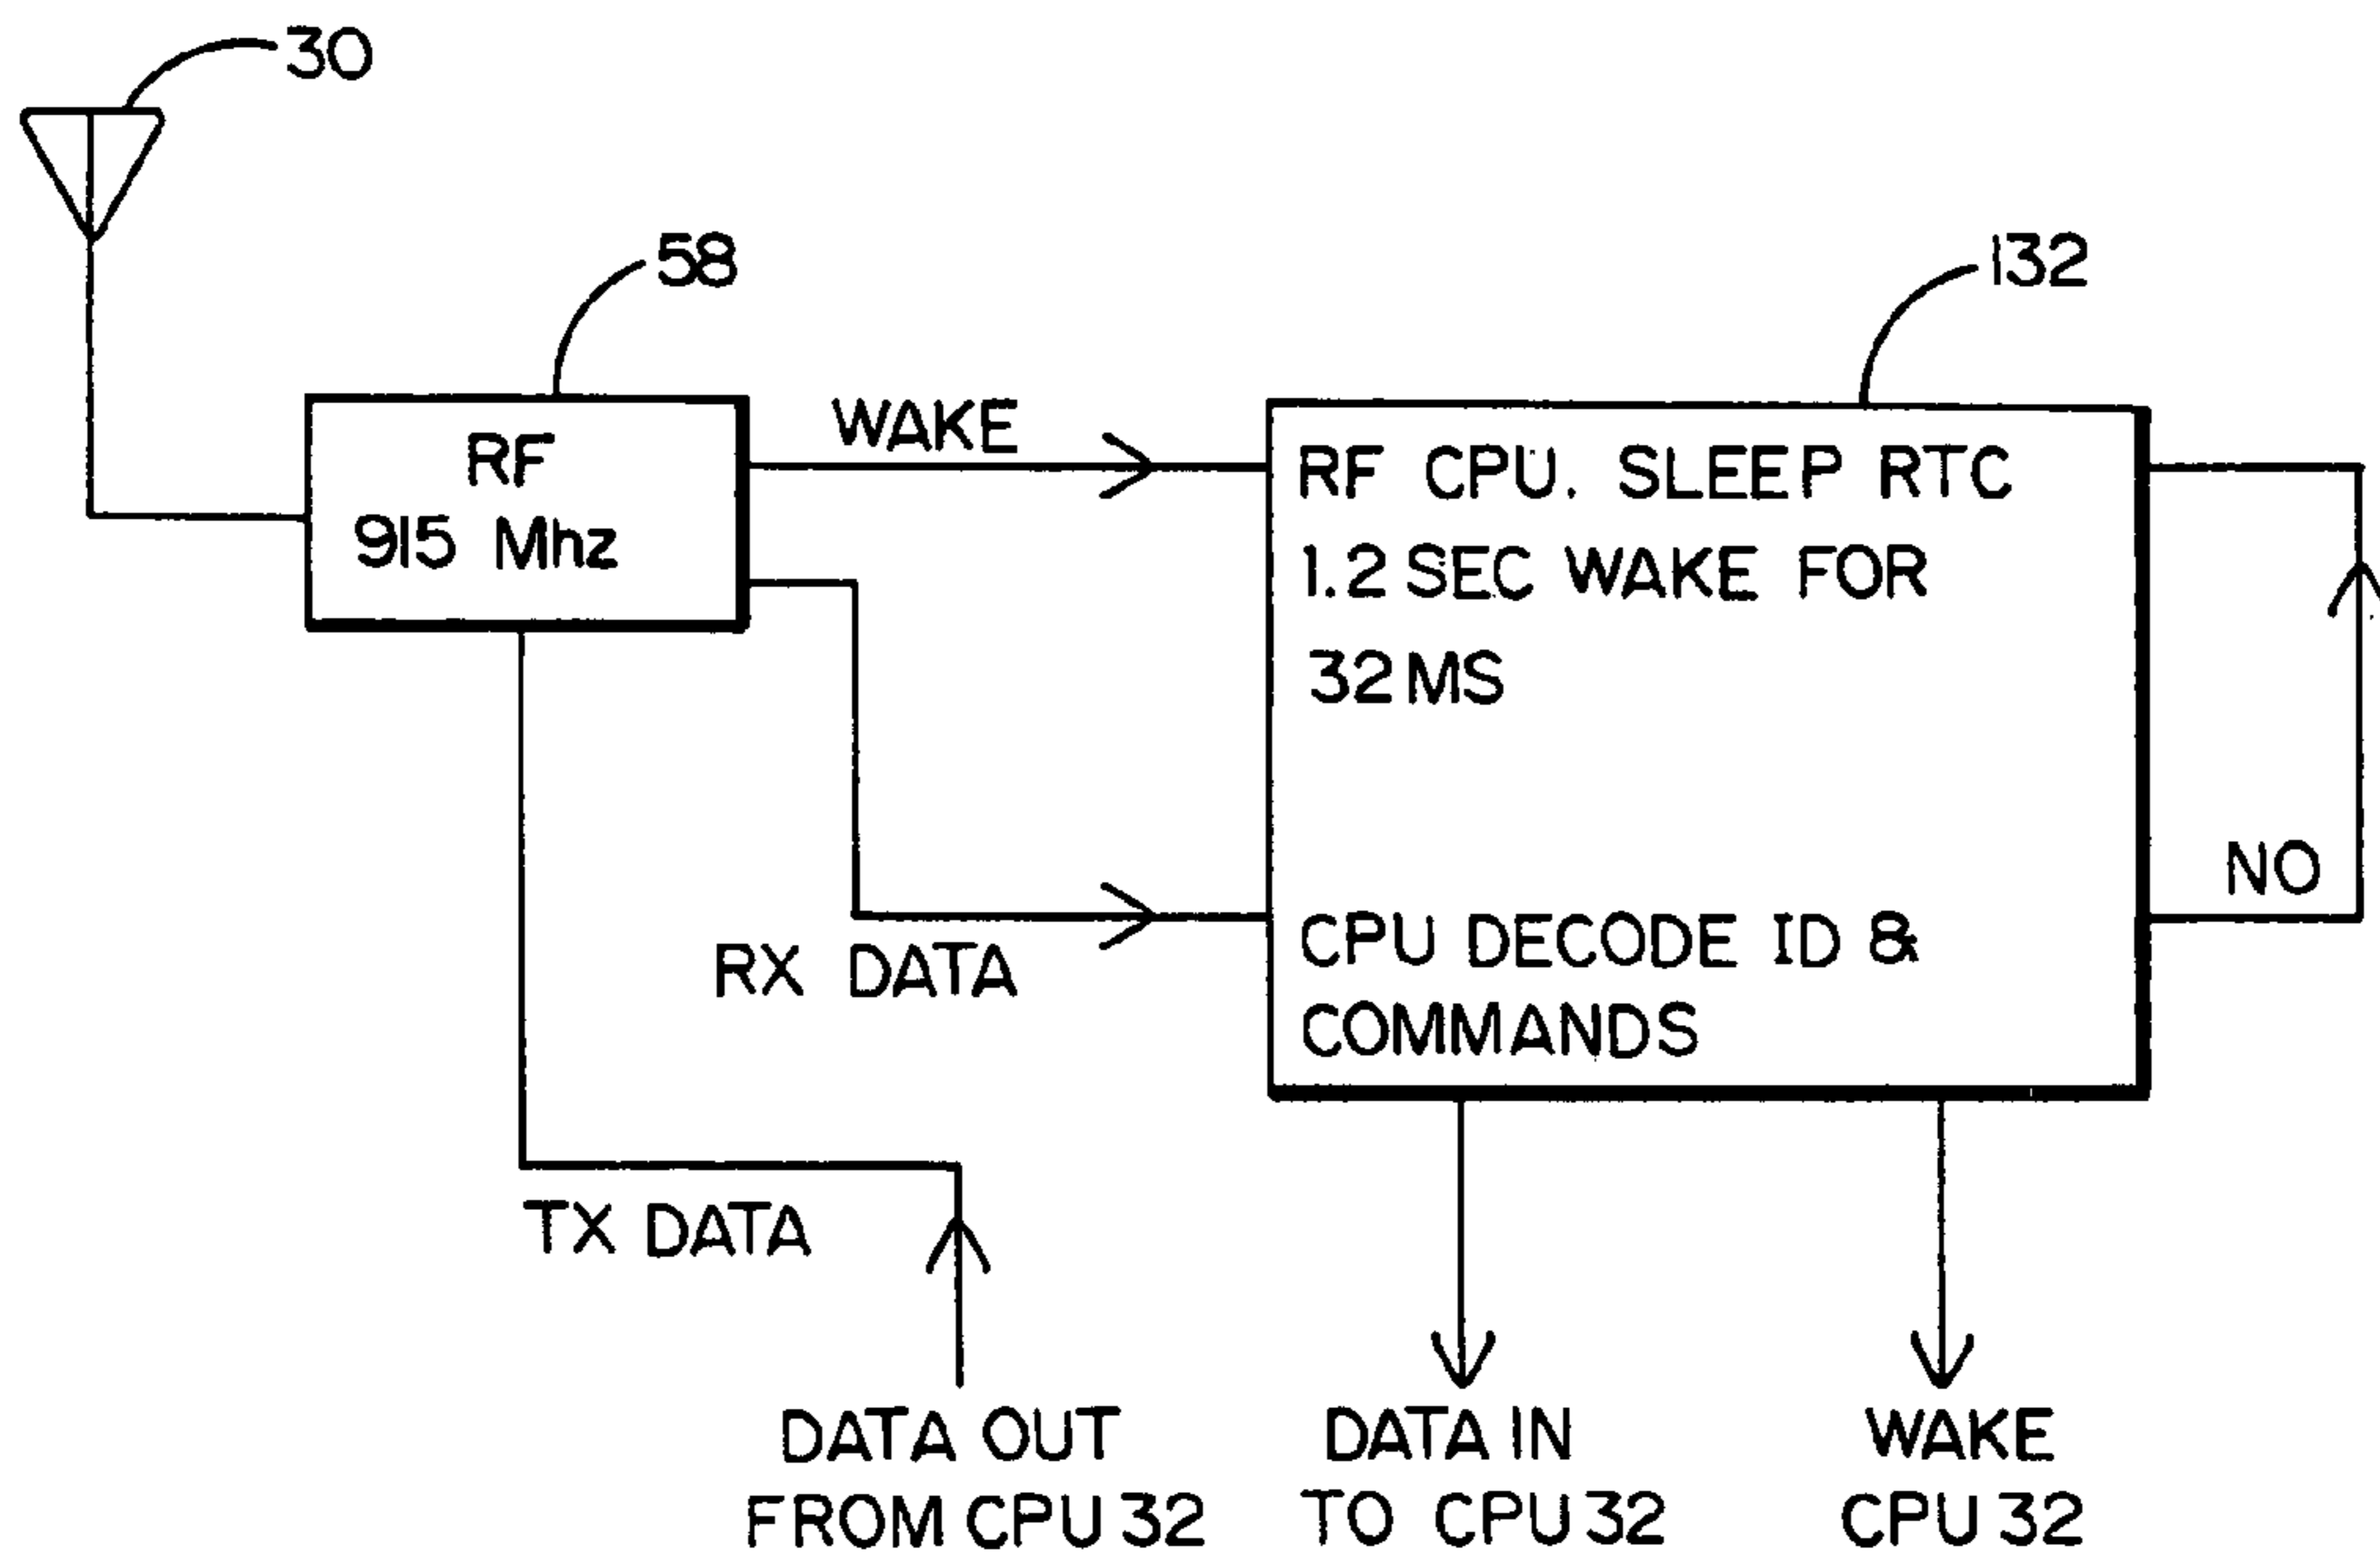 30
58
132
RF
915 Mhz
WAKE
RF CPU. SLEEP RTC
1.2 SEC WAKE FOR
32 MS
NO
RX DATA
CPU DECODE ID &
COMMANDS
TX DATA
DATA OUT
FROM CPU 32
DATA IN
TO CPU 32
WAKE
CPU 32